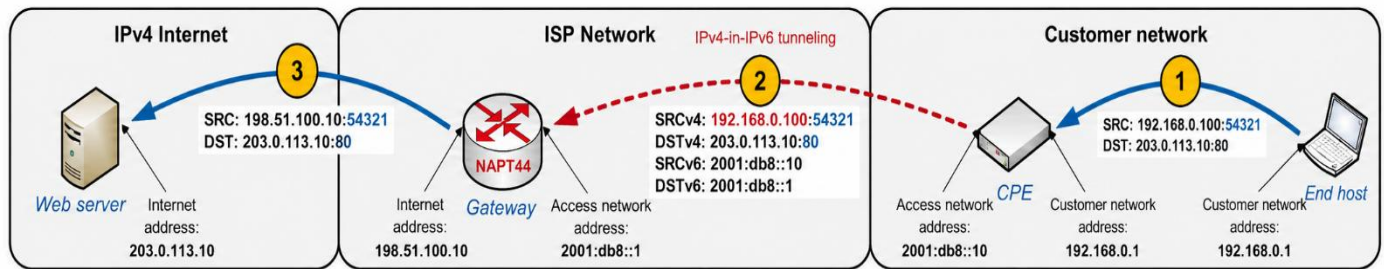 IPv4 Internet
3
SRC: 198.51.100.10:54321
DST: 203.0.113.10:80
Web server
Internet
address:
203.0.113.10
ISP Network
IPv4-in-IPv6 tunneling
2
NAPT44
SRCv4: 192.168.0.100:54321
DSTv4: 203.0.113.10:80
SRCv6: 2001:db8::10
DSTv6: 2001:db8::1
Internet
address:
198.51.100.10
Gateway
Access network
address:
2001:db8::1
Customer network
1
SRC: 192.168.0.100:54321
DST: 203.0.113.10:80
CPE
End host
Access network
address:
2001:db8::10
Customer network
address:
192.168.0.1
Customer network
address:
192.168.0.1